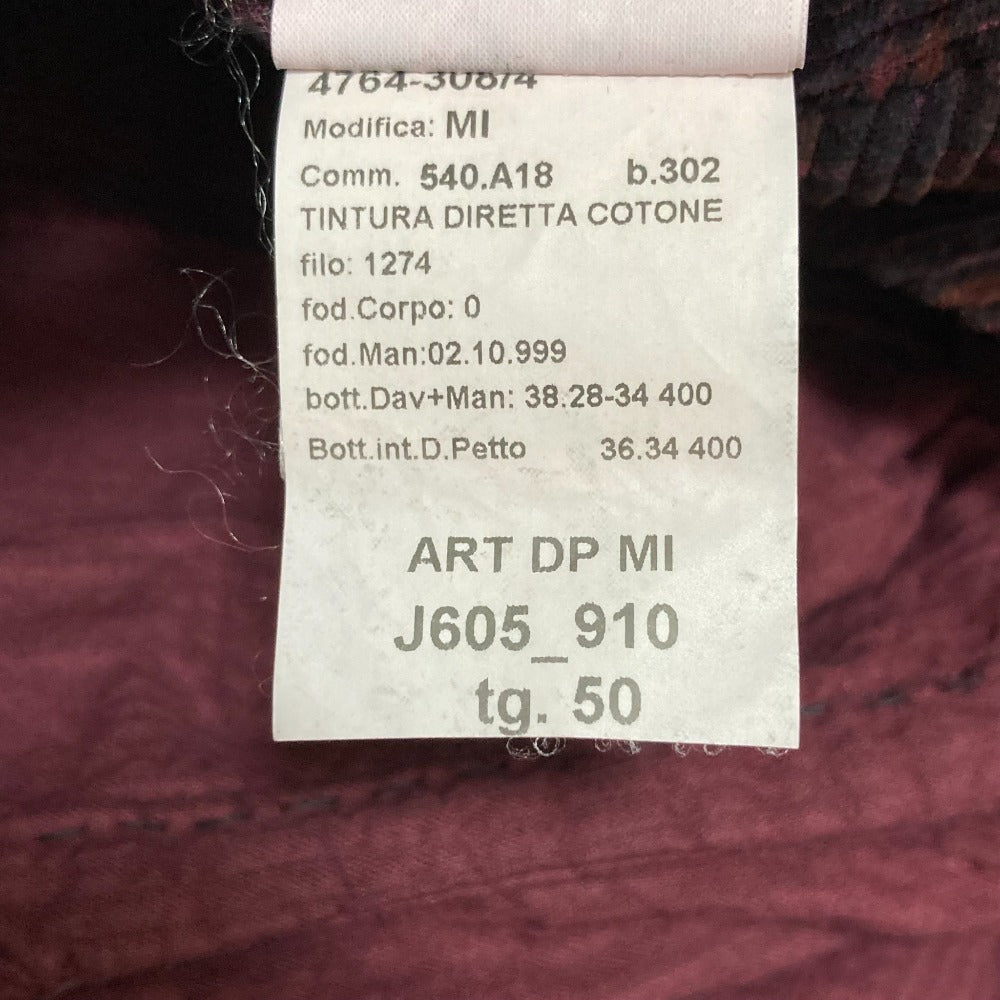 4764-30874
Modifica: MI
Comm. 540.A18 b.302
TINTURA DIRETTA COTONE
filo: 1274
fod.Corpo: 0
fod.Man:02.10.999
bott.Dav+Man: 38.28-34 400
Bott.int.D.Petto 36.34 400
ART DP MI
J605_910
tg. 50